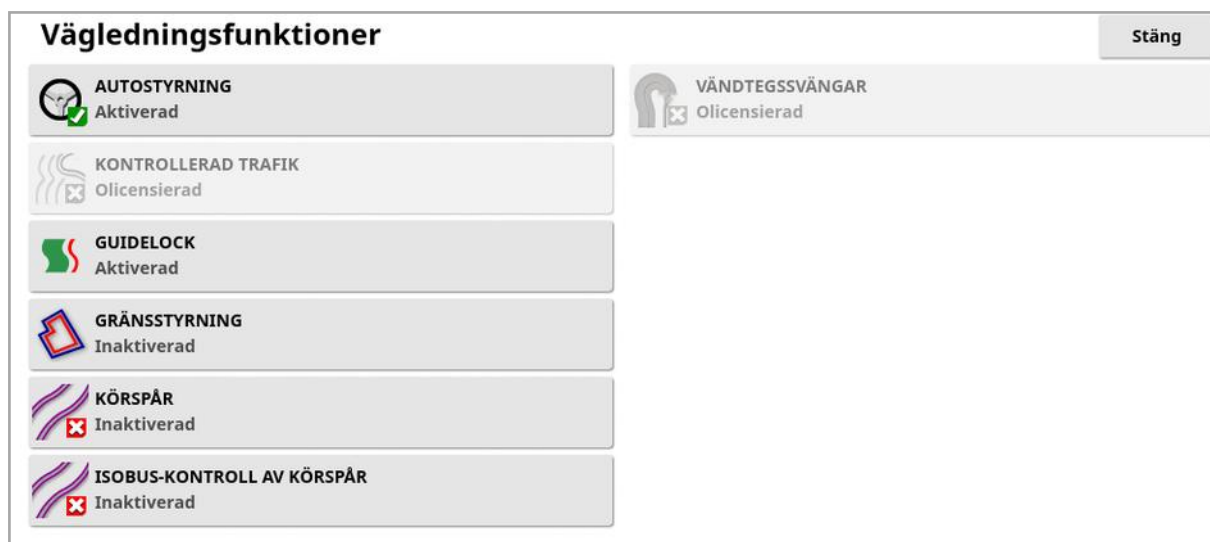 Vägledningsfunktioner
Stäng
AUTOSTYRNING
Aktiverad
KONTROLLERAD TRAFIK
Olicensierad
GUIDELOCK
Aktiverad
GRÄNSSTYRNING
Inaktiverad
KÖRSPÅR
Inaktiverad
ISOBUS-KONTROLL AV KÖRSPÅR
Inaktiverad
VÄNDTEGSSVÄNGAR
Olicensierad